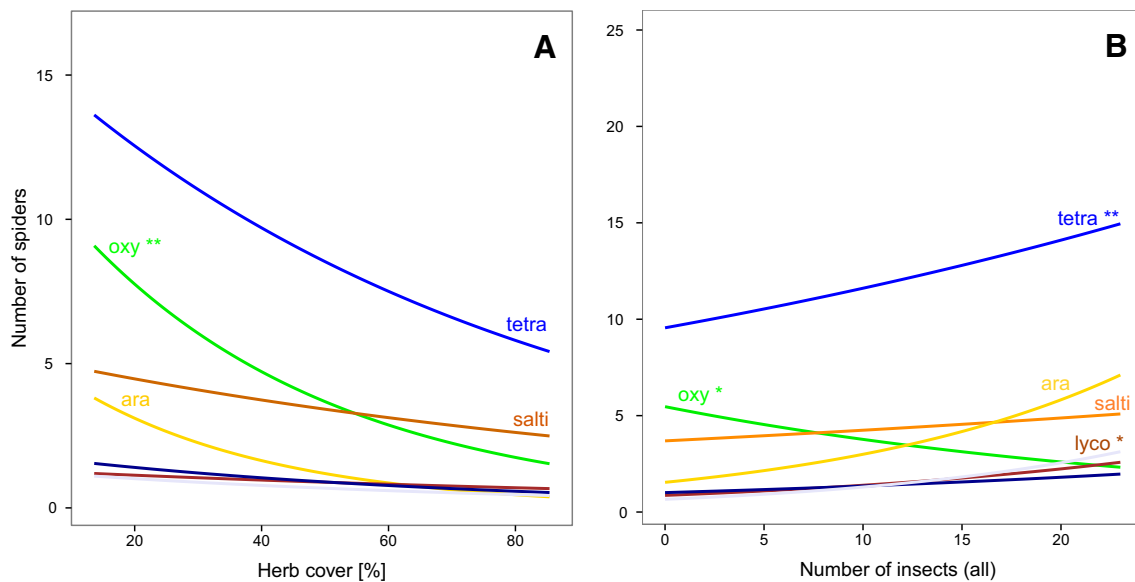 A
15
10
5
0
Number of spiders
oxy **
tetra
ara
salti
20
40
60
80
Herb cover [%]
B
25
20
15
10
5
0
tetra **
oxy *
ara
salti
lyco *
0
5
10
15
20
Number of insects (all)